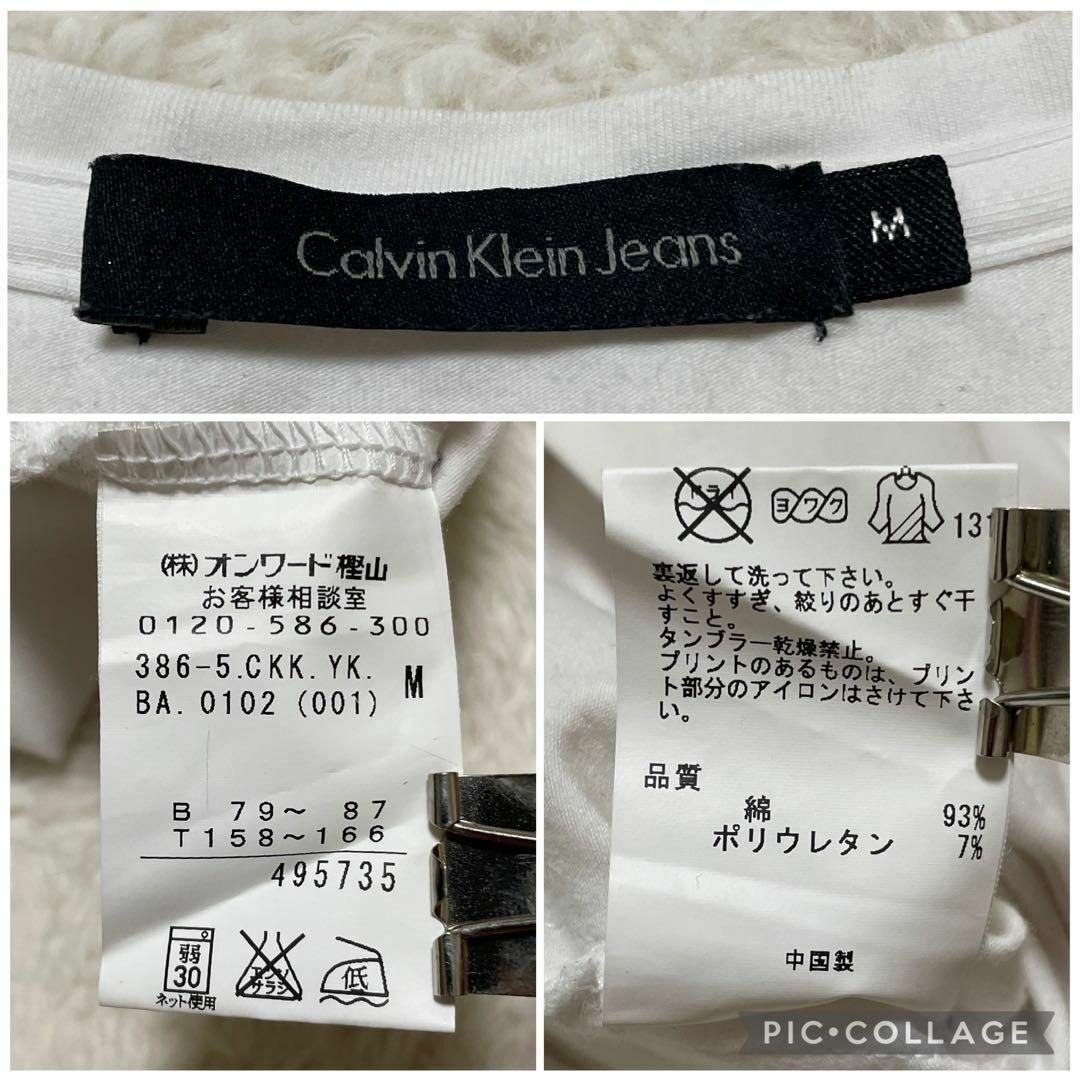 Calvin Klein Jeans
M
(株)オンワード樫山
お客様相談室
0120-586-300
386-5.CKK.YK.
BA.0102 (001) M
B 79～ 87
T158～166
495735
弱
30
ネット使用
エンソ
サラシ
低
ドライ
ヨワク
131
裏返して洗って下さい。
よくすすぎ、絞りのあとすぐ干
すこと。
タンブラー乾燥禁止。
プリントのあるものは、プリン
ト部分のアイロンはさけて下さ
い。
品質
綿 93%
ポリウレタン 7%
中国製
PIC•COLLAGE